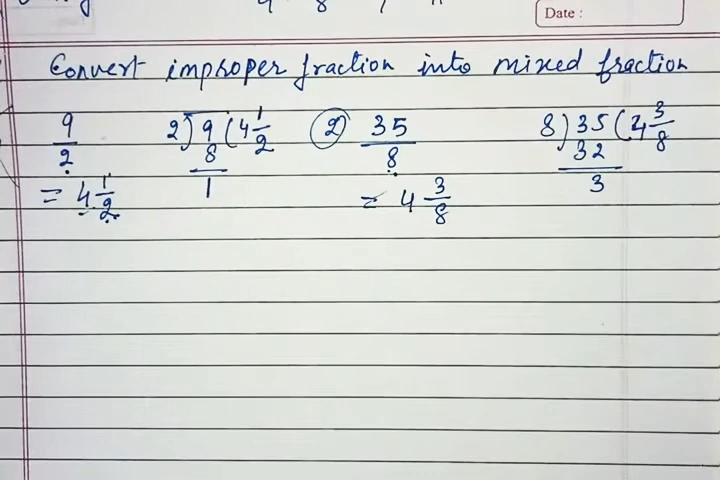 Date :
Convert improper fraction into mixed fraction
9/2 2) 9 (4 1/2 ② 35/8 8) 35 (4 3/8
8 32
= 4 1/2 1 = 4 3/8 3